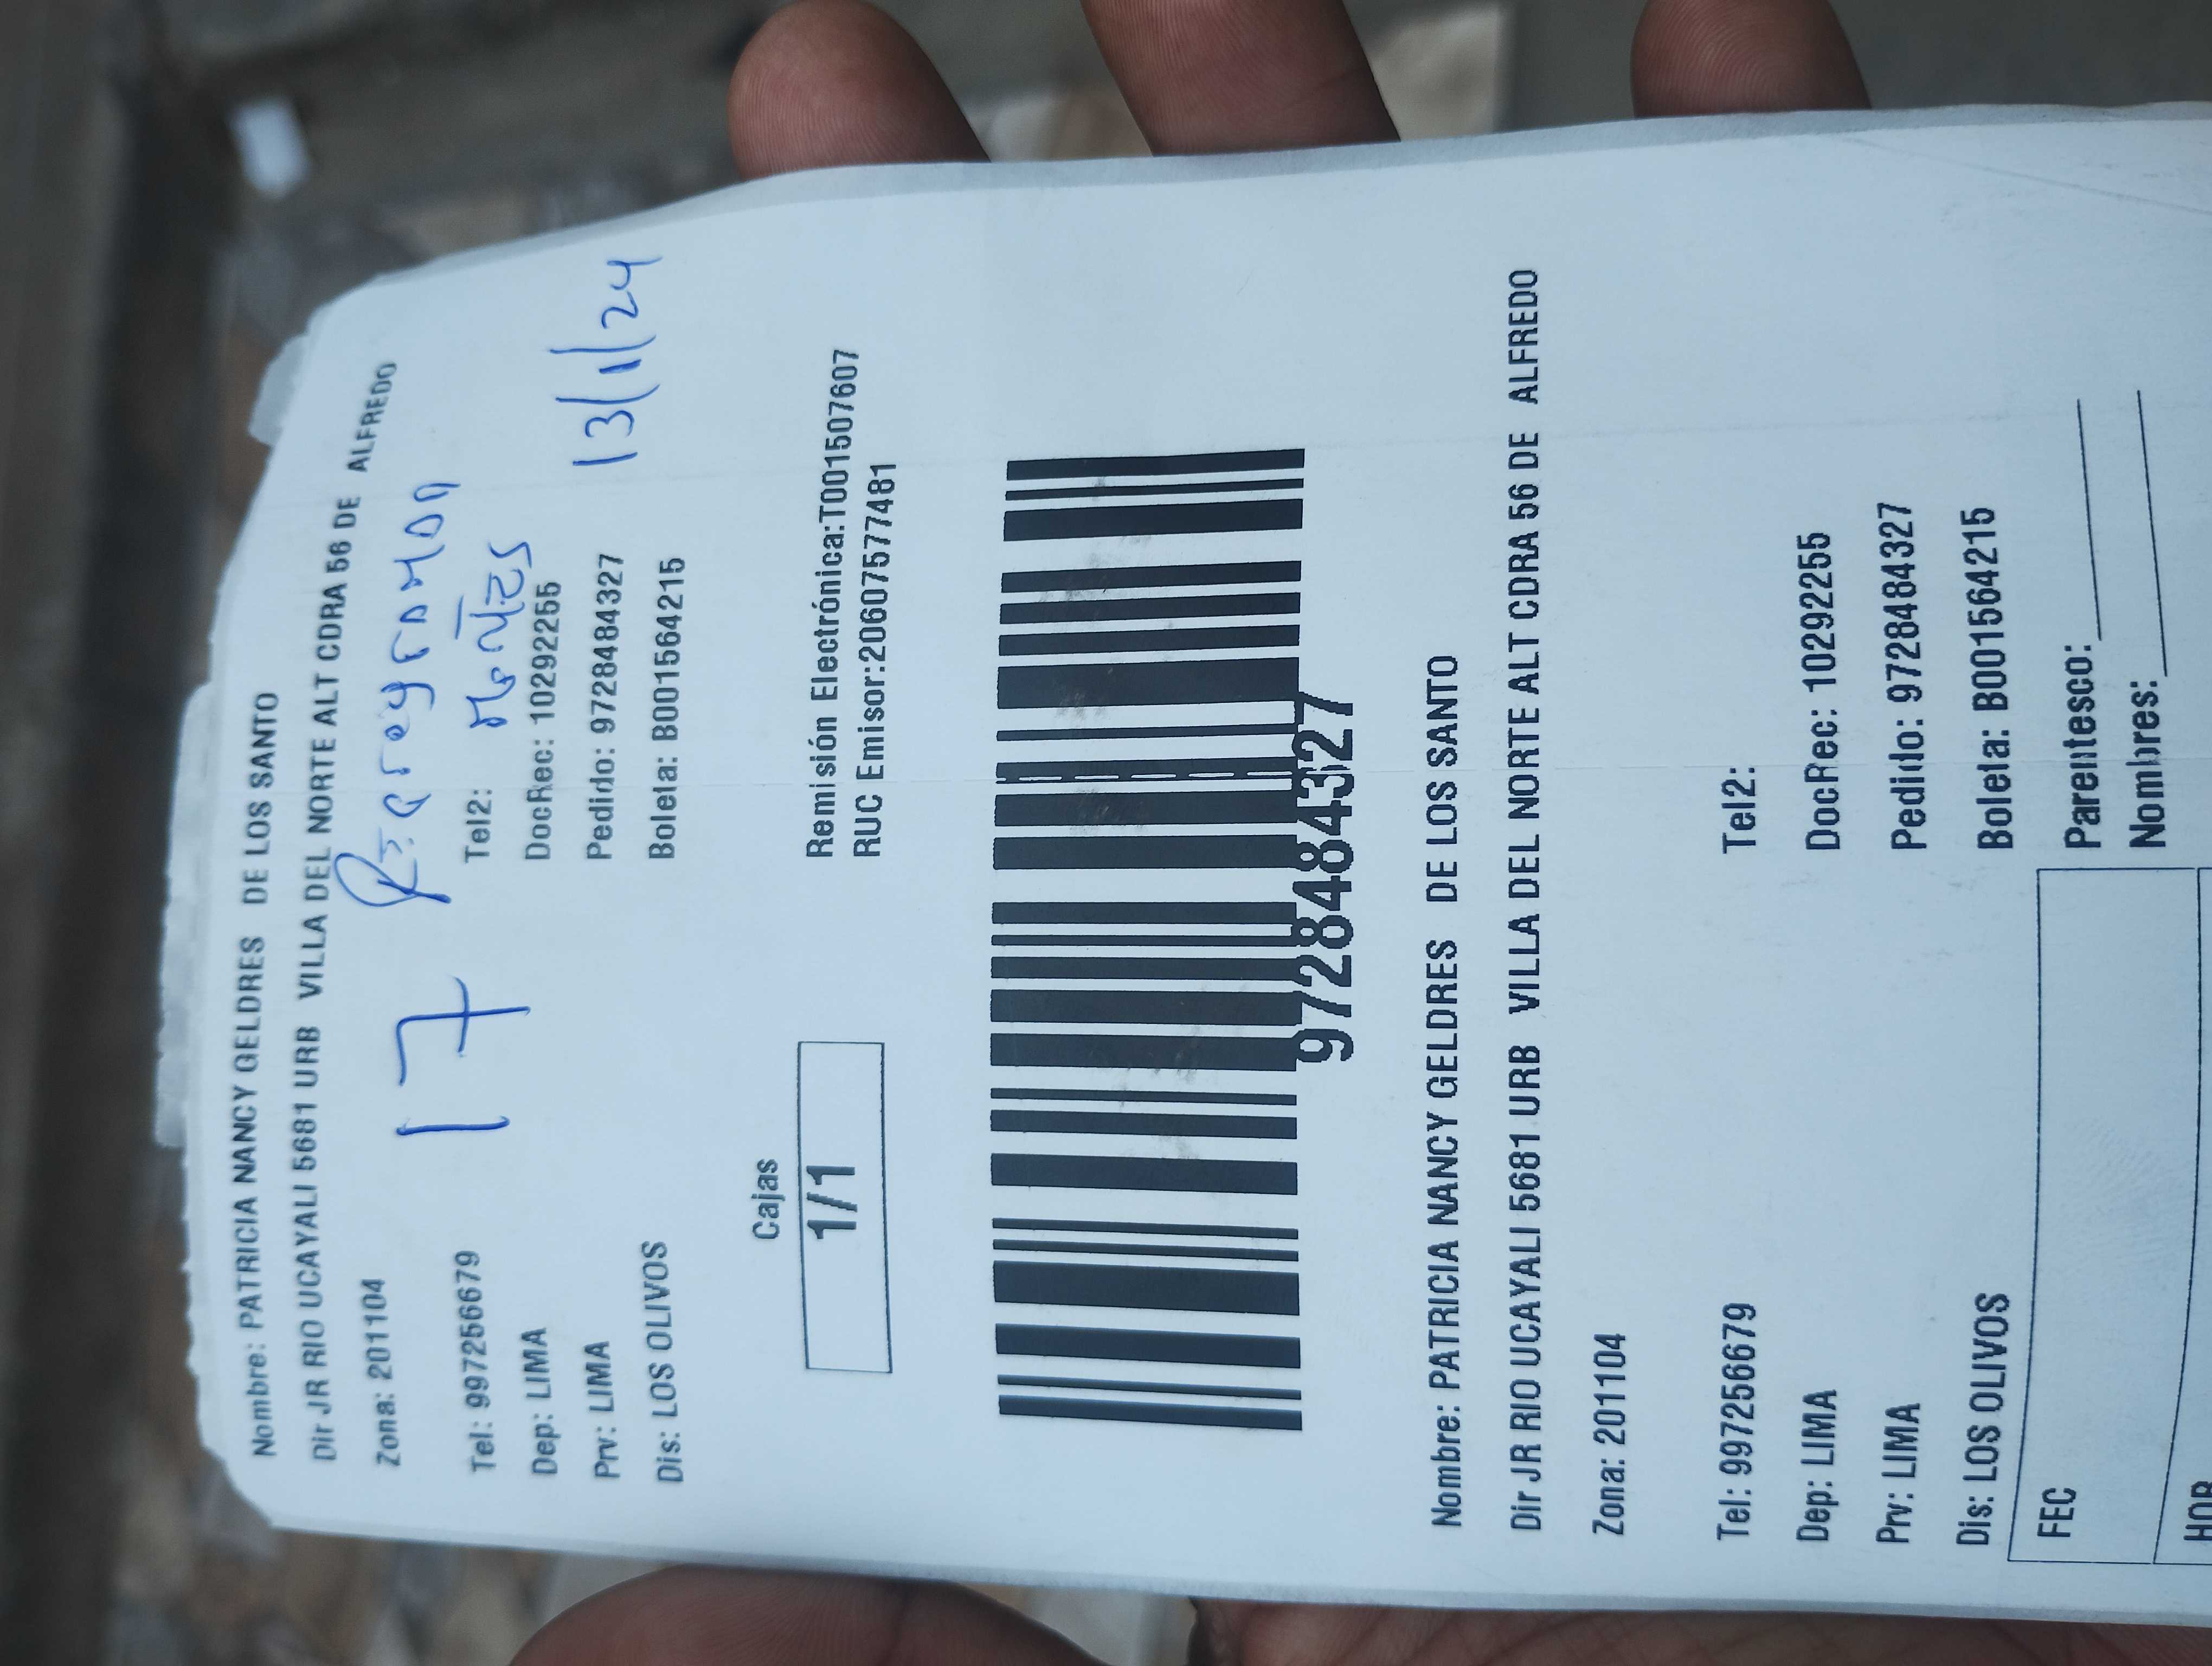 Nombre: PATRICIA NANCY GELDRES DE LOS SANTO
Dir JR RIO UCAYALI 5681 URB VILLA DEL NORTE ALT CDRA 56 DE ALFREDO
Zona: 201104
17
Tel: 997256679 Tel2:
Dep: LIMA DocRec: 10292255
Prv: LIMA Pedido: 9728484327
Dis: LOS OLIVOS Boleta: B001564215
13/1/24
Cajas
1/1
Remisión Electrónica:T001507607
RUC Emisor:20607577481
9728484327
Nombre: PATRICIA NANCY GELDRES DE LOS SANTO
Dir JR RIO UCAYALI 5681 URB VILLA DEL NORTE ALT CDRA 56 DE ALFREDO
Zona: 201104
Tel: 997256679 Tel2:
Dep: LIMA DocRec: 10292255
Prv: LIMA Pedido: 9728484327
Dis: LOS OLIVOS Boleta: B001564215
FEC Parentesco:
HOR Nombres: